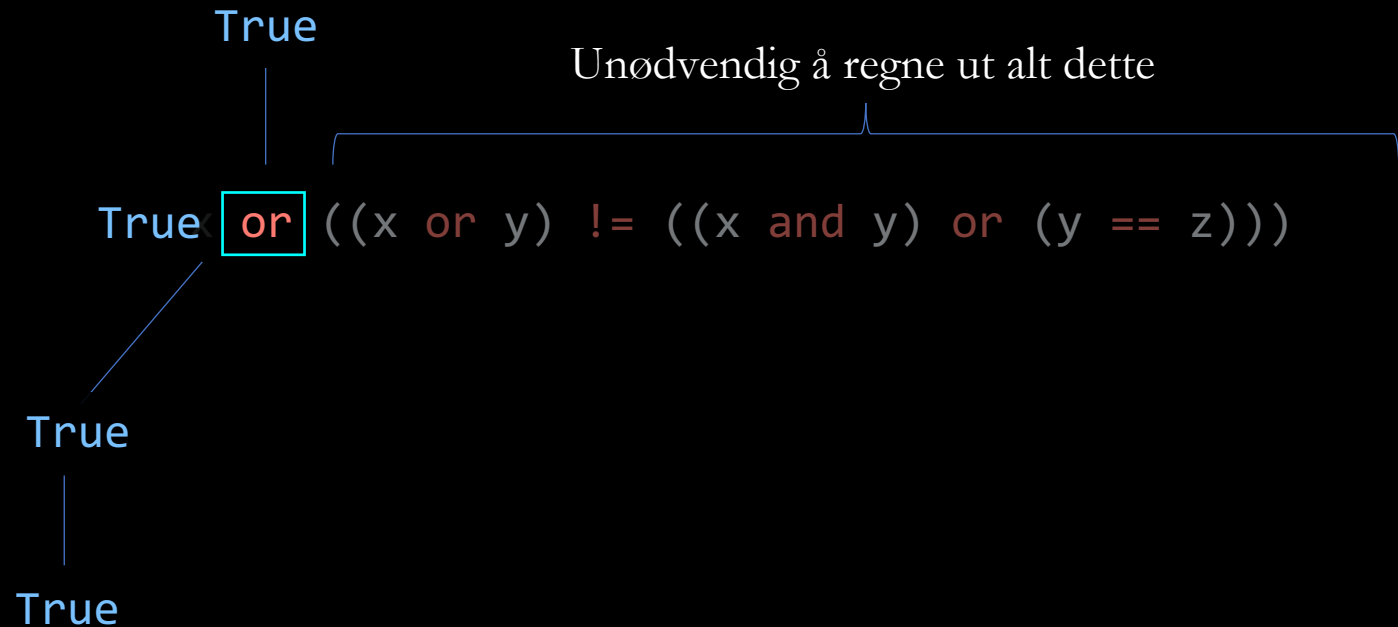 True
Unødvendig å regne ut alt dette
True or ((x or y) != ((x and y) or (y == z)))
True
True